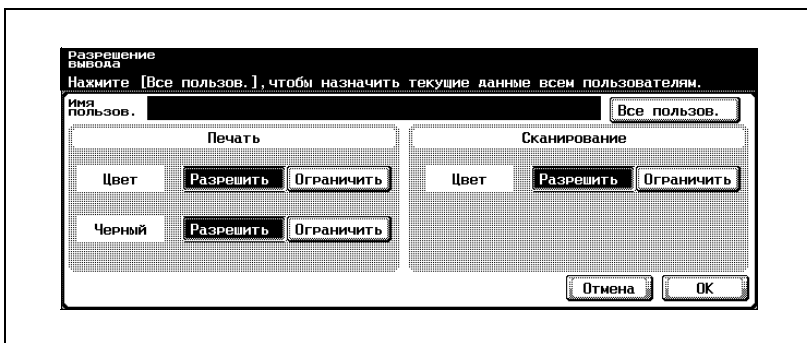 Разрешение
вывода
Нажмите [Все пользов.],чтобы назначить текущие данные всем пользователям.
Имя
пользов.
Все пользов.
Печать
Сканирование
Цвет Разрешить Ограничить Цвет Разрешить Ограничить
Черный Разрешить Ограничить
Отмена OK